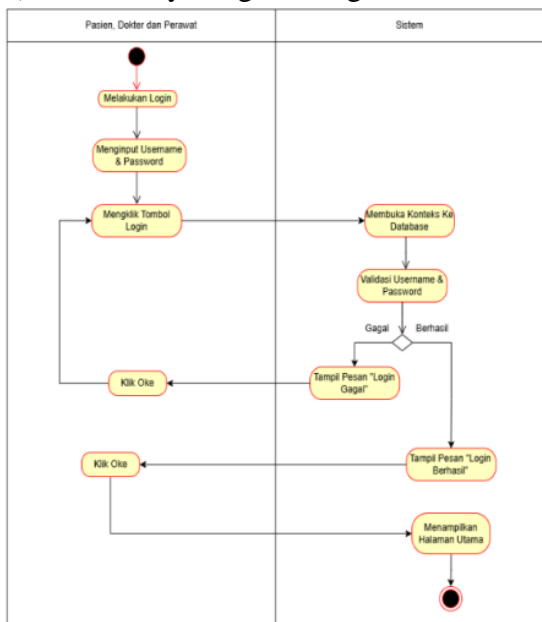 Pasien, Dokter dan Perawat
Sistem
Melakukan Login
Menginput Username
& Password
Mengklik Tombol
Login
Membuka Konteks Ke
Database
Validasi Username &
Password
Gagal
Berhasil
Tampil Pesan "Login
Gagal"
Klik Oke
Tampil Pesan "Login
Berhasil"
Klik Oke
Menampilkan
Halaman Utama